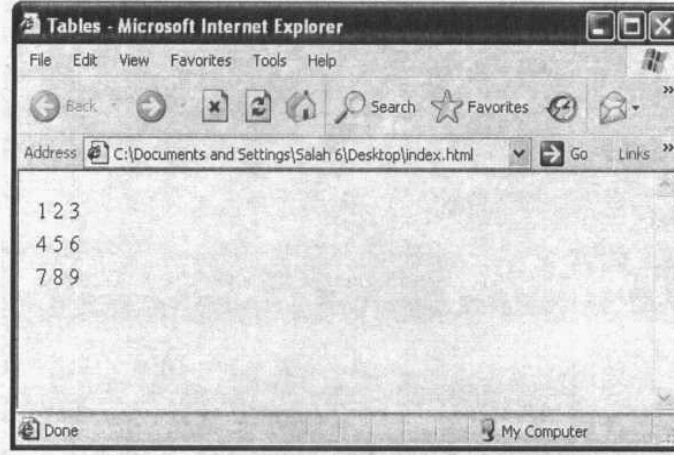 Tables - Microsoft Internet Explorer
File Edit View Favorites Tools Help
Back Search Favorites »
Address C:\Documents and Settings\Salah 6\Desktop\index.html Go Links »
1 2 3
4 5 6
7 8 9
Done My Computer